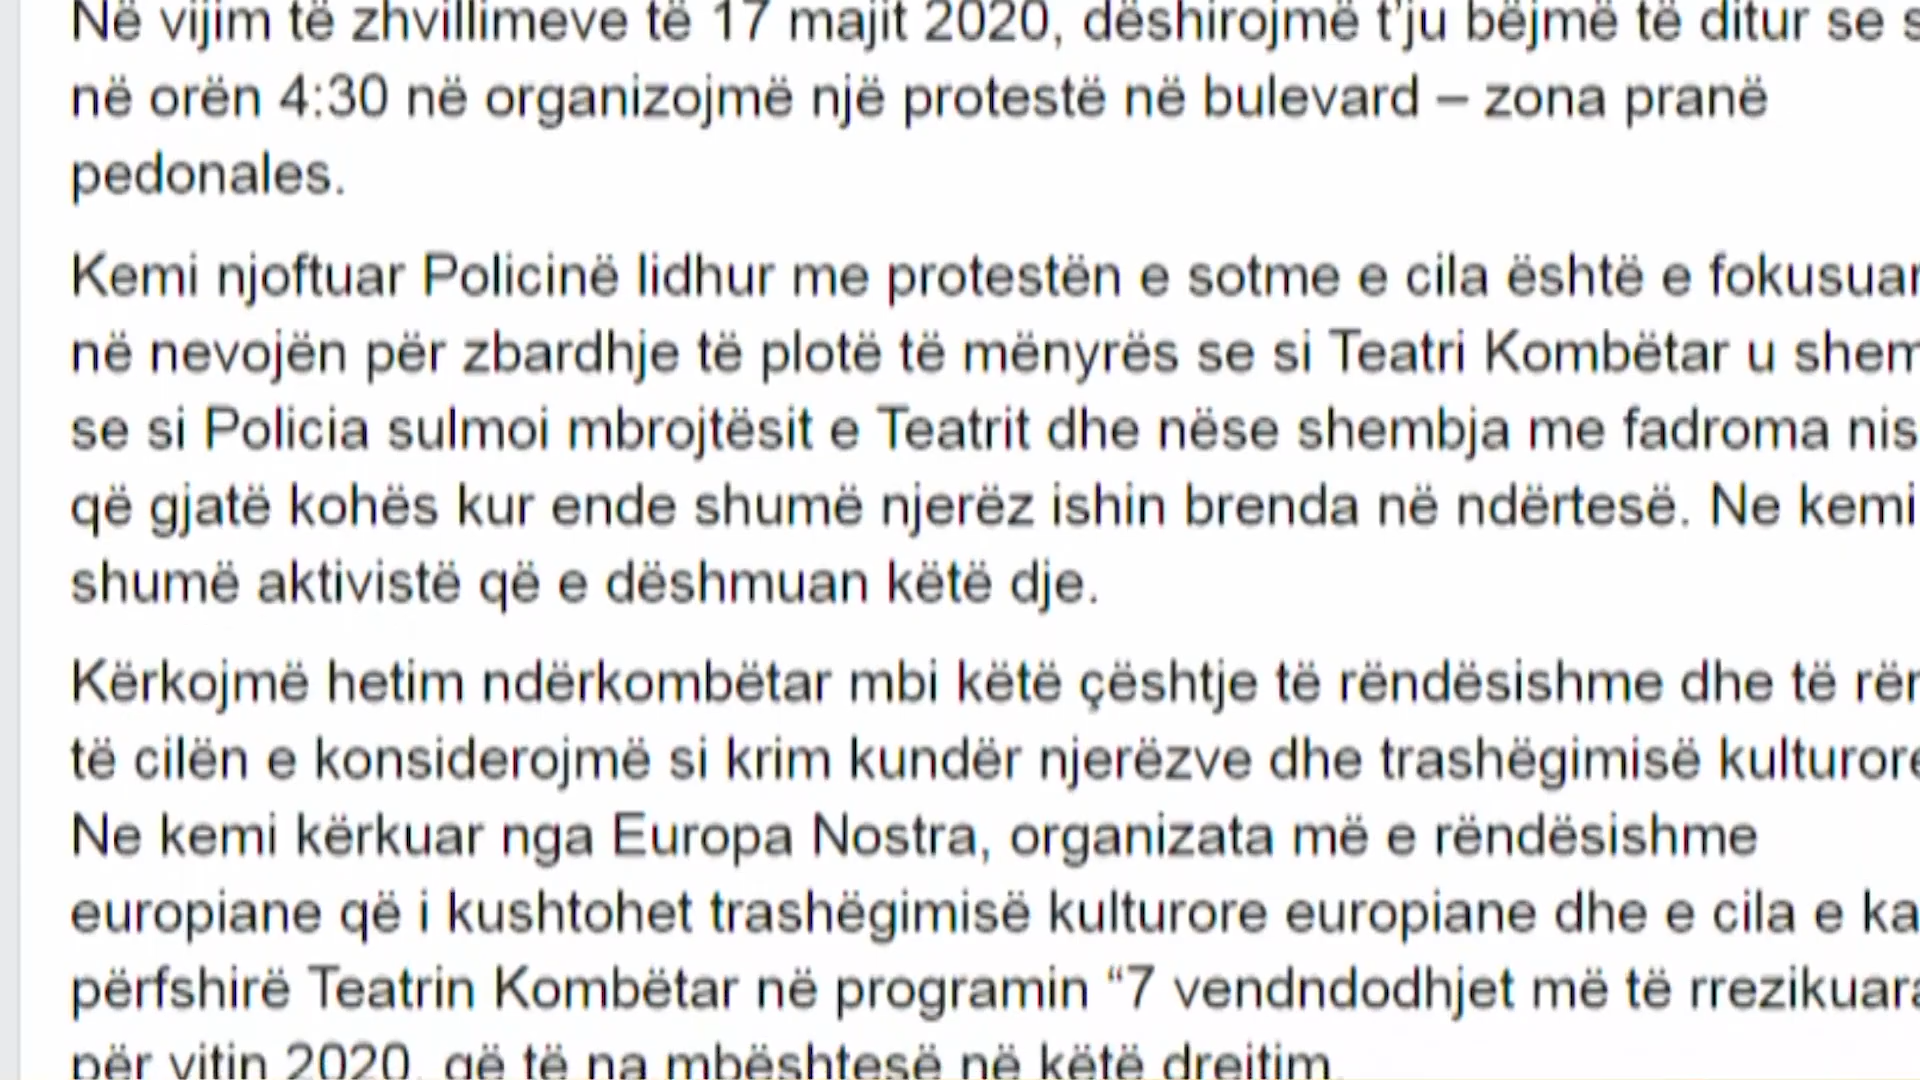 Në vijim të zhvillimeve të 17 majit 2020, dëshirojmë t'ju bëjmë të ditur se
në orën 4:30 në organizojmë një protestë në bulevard – zona pranë
pedonales.
Kemi njoftuar Policinë lidhur me protestën e sotme e cila është e fokusuar
në nevojën për zbardhje të plotë të mënyrës se si Teatri Kombëtar u shem
se si Policia sulmoi mbrojtësit e Teatrit dhe nëse shembja me fadroma nis
që gjatë kohës kur ende shumë njerëz ishin brenda në ndërtesë. Ne kemi
shumë aktivistë që e dëshmuan këtë dje.
Kërkojmë hetim ndërkombëtar mbi këtë çështje të rëndësishme dhe të
të cilën e konsiderojmë si krim kundër njerëzve dhe trashëgimisë kulturore
Ne kemi kërkuar nga Europa Nostra, organizata më e rëndësishme
europiane që i kushtohet trashëgimisë kulturore europiane dhe e cila e ka
përfshirë Teatrin Kombëtar në programin “7 vendndodhjet më të rrezikuara
për vitin 2020, që të na mbështesë në këtë drejtim.